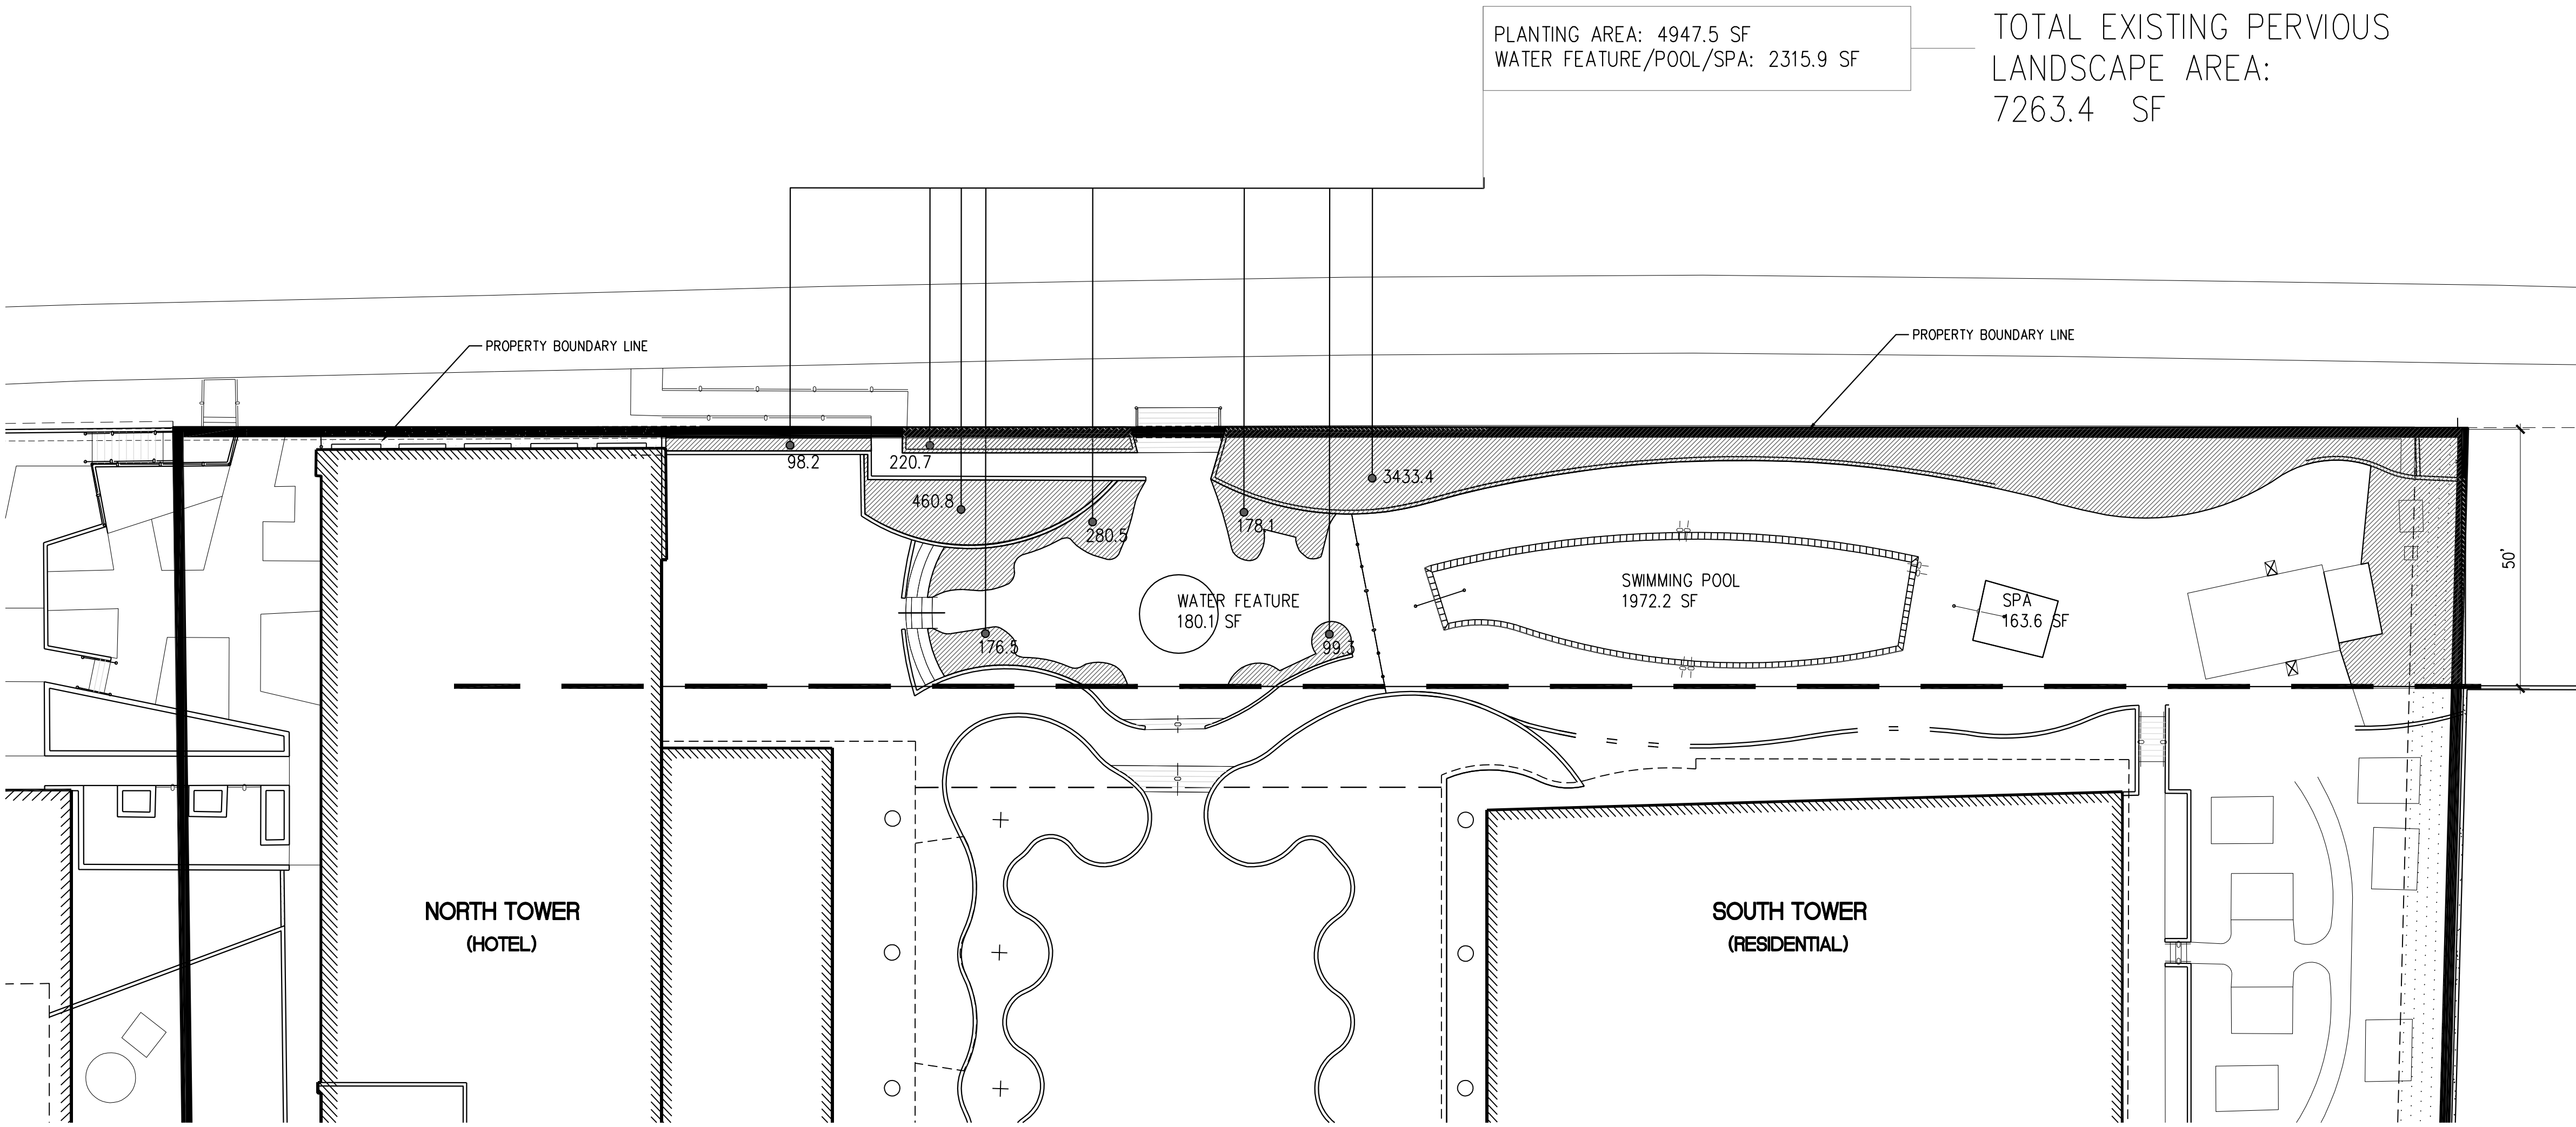 PLANTING AREA: 4947.5 SF
WATER FEATURE/POOL/SPA: 2315.9 SF
TOTAL EXISTING PERVIOUS
LANDSCAPE AREA:
7263.4 SF
PROPERTY BOUNDARY LINE
PROPERTY BOUNDARY LINE
98.2
220.7
460.8
280.5
178.1
3433.4
176.5
99.3
WATER FEATURE
180.1 SF
SWIMMING POOL
1972.2 SF
SPA
163.6 SF
50'
NORTH TOWER
(HOTEL)
SOUTH TOWER
(RESIDENTIAL)